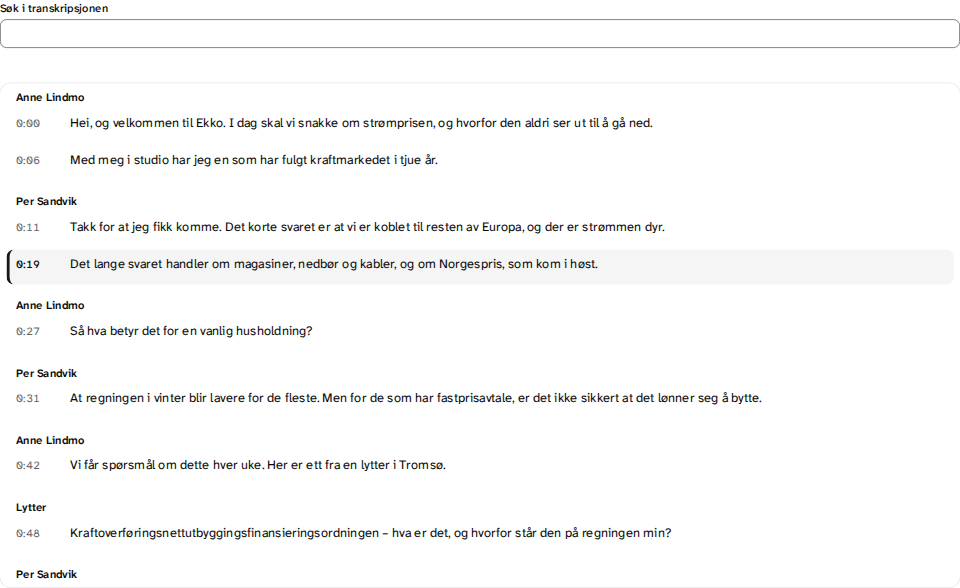 Søk i transkripsjonen
Anne Lindmo
0:00 Hei, og velkommen til Ekko. I dag skal vi snakke om strømprisen, og hvorfor den aldri ser ut til å gå ned.
0:06 Med meg i studio har jeg en som har fulgt kraftmarkedet i tjue år.
Per Sandvik
0:11 Takk for at jeg fikk komme. Det korte svaret er at vi er koblet til resten av Europa, og der er strømmen dyr.
0:19 Det lange svaret handler om magasiner, nedbør og kabler, og om Norgespris, som kom i høst.
Anne Lindmo
0:27 Så hva betyr det for en vanlig husholdning?
Per Sandvik
0:31 At regningen i vinter blir lavere for de fleste. Men for de som har fastprisavtale, er det ikke sikkert at det lønner seg å bytte.
Anne Lindmo
0:42 Vi får spørsmål om dette hver uke. Her er ett fra en lytter i Tromsø.
Lytter
0:48 Kraftoverføringsnettutbyggingsfinansieringsordningen – hva er det, og hvorfor står den på regningen min?
Per Sandvik